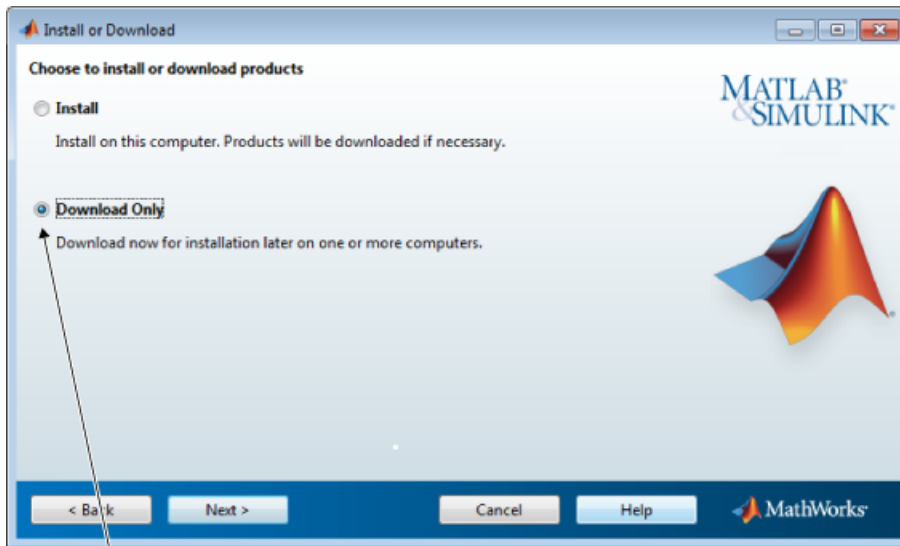 Install or Download
Choose to install or download products
Install
Install on this computer. Products will be downloaded if necessary.
Download Only
Download now for installation later on one or more computers.
MATLAB®
&SIMULINK®
< Back
Next >
Cancel
Help
MathWorks®